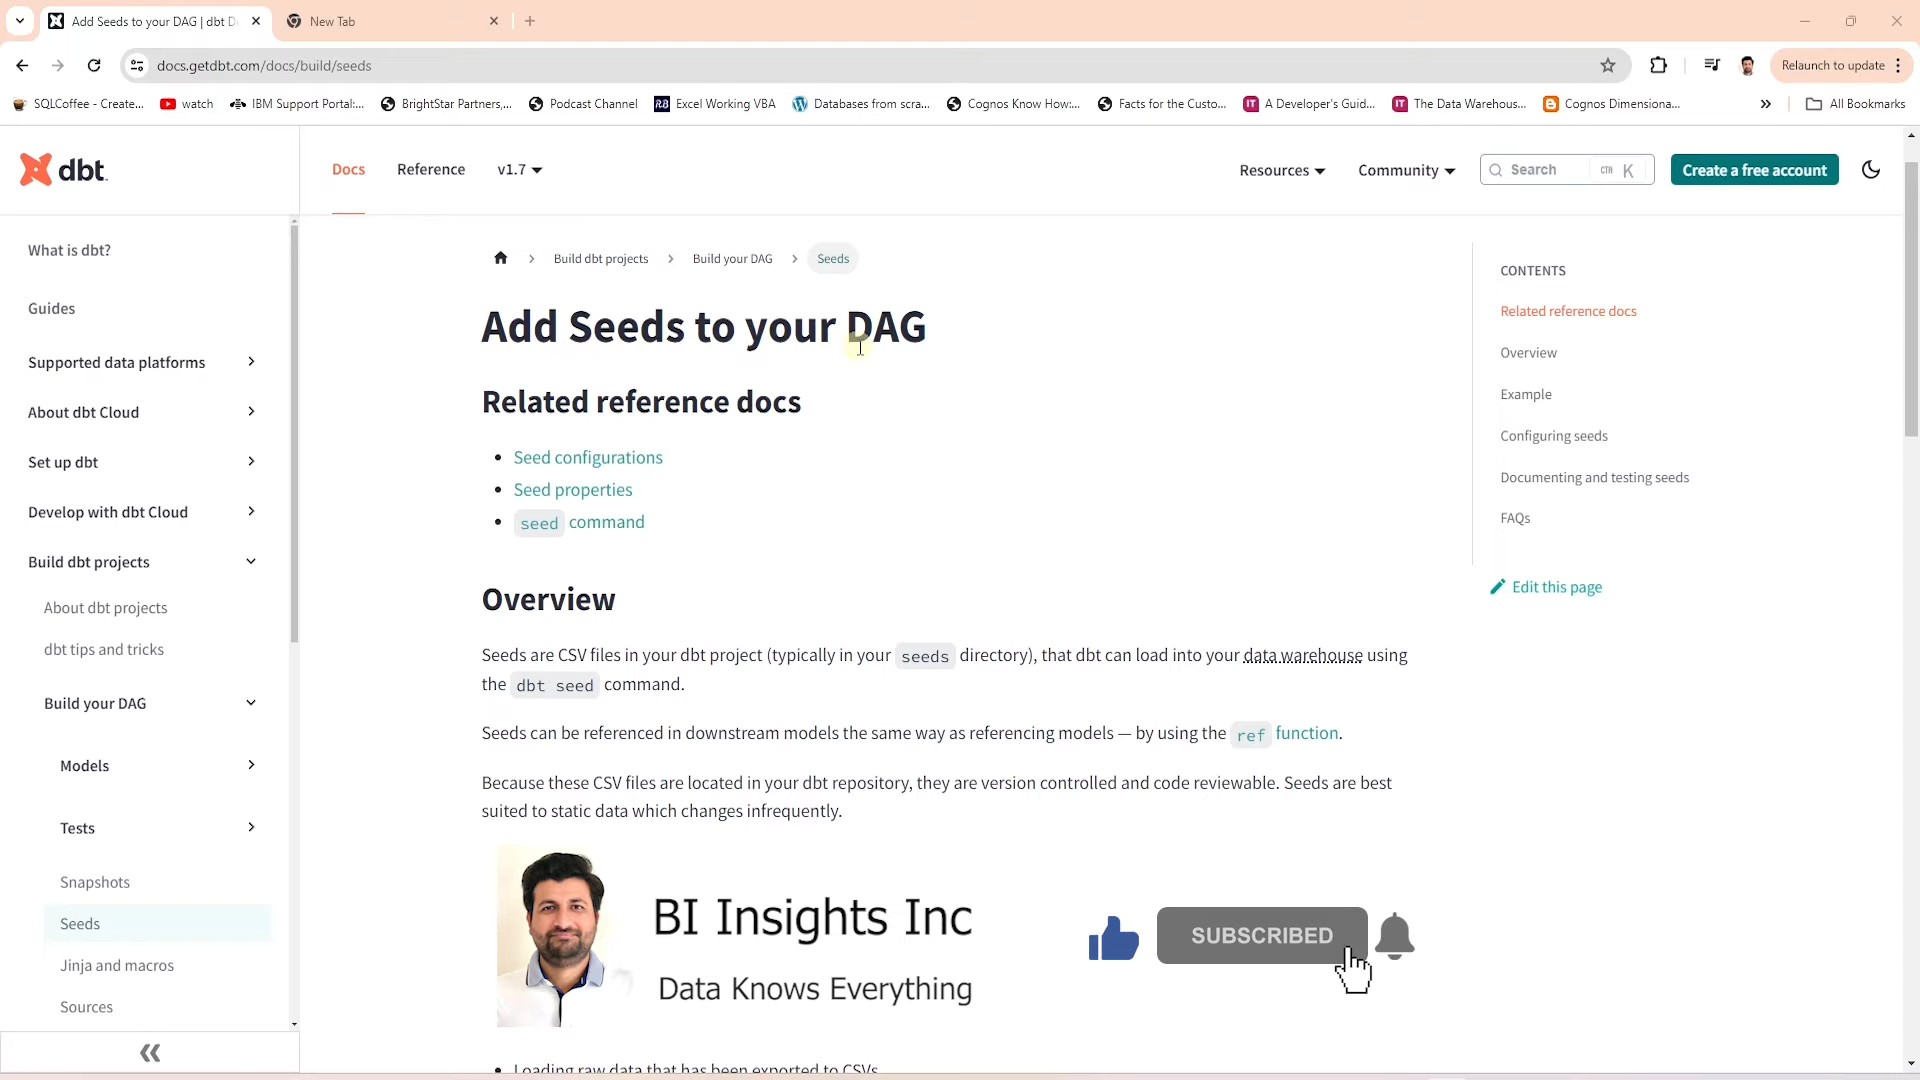 Add Seeds to your DAG | dbt D
New Tab
docs.getdbt.com/docs/build/seeds
Relaunch to update
SQLCoffee - Create...
watch
IBM Support Portal:...
BrightStar Partners,...
Podcast Channel
Excel Working VBA
Databases from scra...
Cognos Know How:...
Facts for the Custo...
A Developer's Guid...
The Data Warehous...
Cognos Dimensiona...
»
All Bookmarks
dbt
Docs
Reference
v1.7
Resources
Community
Search
CTR K
Create a free account
What is dbt?
Guides
Supported data platforms
About dbt Cloud
Set up dbt
Develop with dbt Cloud
Build dbt projects
About dbt projects
dbt tips and tricks
Build your DAG
Models
Tests
Snapshots
Seeds
Jinja and macros
Sources
Build dbt projects
Build your DAG
Seeds
Add Seeds to your DAG
Related reference docs
• Seed configurations
• Seed properties
• seed command
Overview
Seeds are CSV files in your dbt project (typically in your seeds directory), that dbt can load into your data warehouse using
the dbt seed command.
Seeds can be referenced in downstream models the same way as referencing models — by using the ref function.
Because these CSV files are located in your dbt repository, they are version controlled and code reviewable. Seeds are best
suited to static data which changes infrequently.
BI Insights Inc
Data Knows Everything
SUBSCRIBED
• Loading raw data that has been exported to CSVs
CONTENTS
Related reference docs
Overview
Example
Configuring seeds
Documenting and testing seeds
FAQs
Edit this page